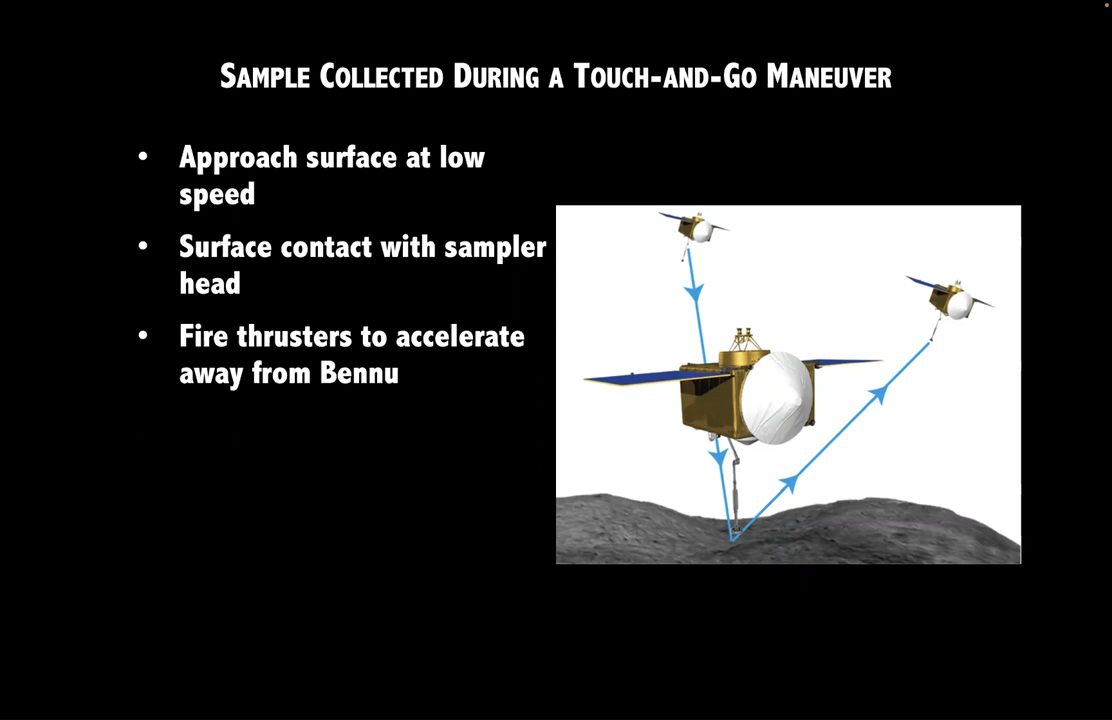 SAMPLE COLLECTED DURING A TOUCH-AND-GO MANEUVER
• Approach surface at low
speed
• Surface contact with sampler
head
• Fire thrusters to accelerate
away from Bennu